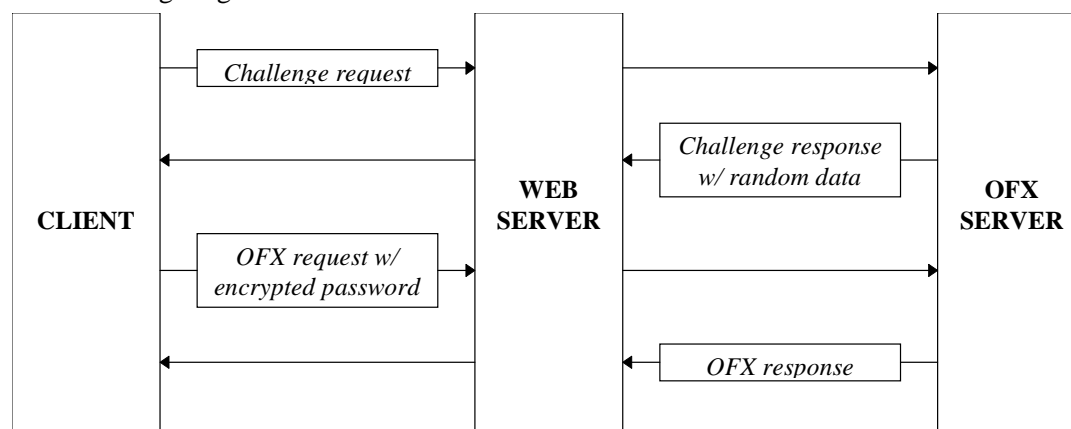 Challenge request
Challenge response
w/ random data
WEB
SERVER
OFX
SERVER
CLIENT
OFX request w/
encrypted password
OFX response